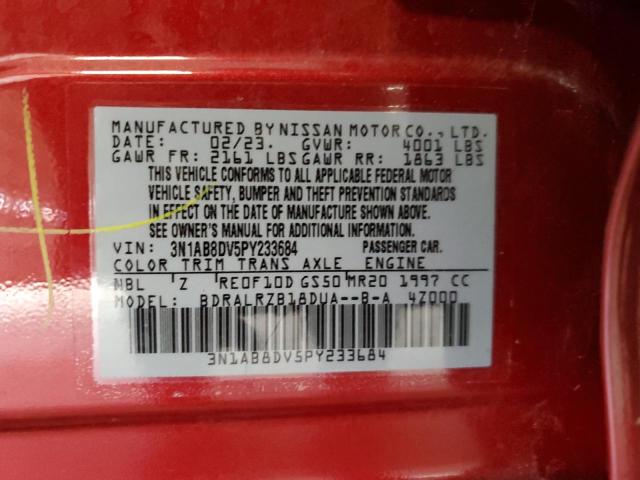 MANUFACTURED BY NISSAN MOTOR CO., LTD.
DATE: 02/23. GVWR: 4001 LBS
GAWR FR: 2161 LBS GAWR RR: 1863 LBS
THIS VEHICLE CONFORMS TO ALL APPLICABLE FEDERAL MOTOR
VEHICLE SAFETY, BUMPER AND THEFT PREVENTION STANDARDS
IN EFFECT ON THE DATE OF MANUFACTURE SHOWN ABOVE.
SEE OWNER'S MANUAL FOR ADDITIONAL INFORMATION.
VIN: 3N1AB8DV5PY233684 PASSENGER CAR.
COLOR TRIM TRANS AXLE ENGINE
NBL Z RE0F10D GS50 MR20 1997 CC
MODEL: BDRALRZB18DUA--B-A 4Z000
3N1AB8DV5PY233684